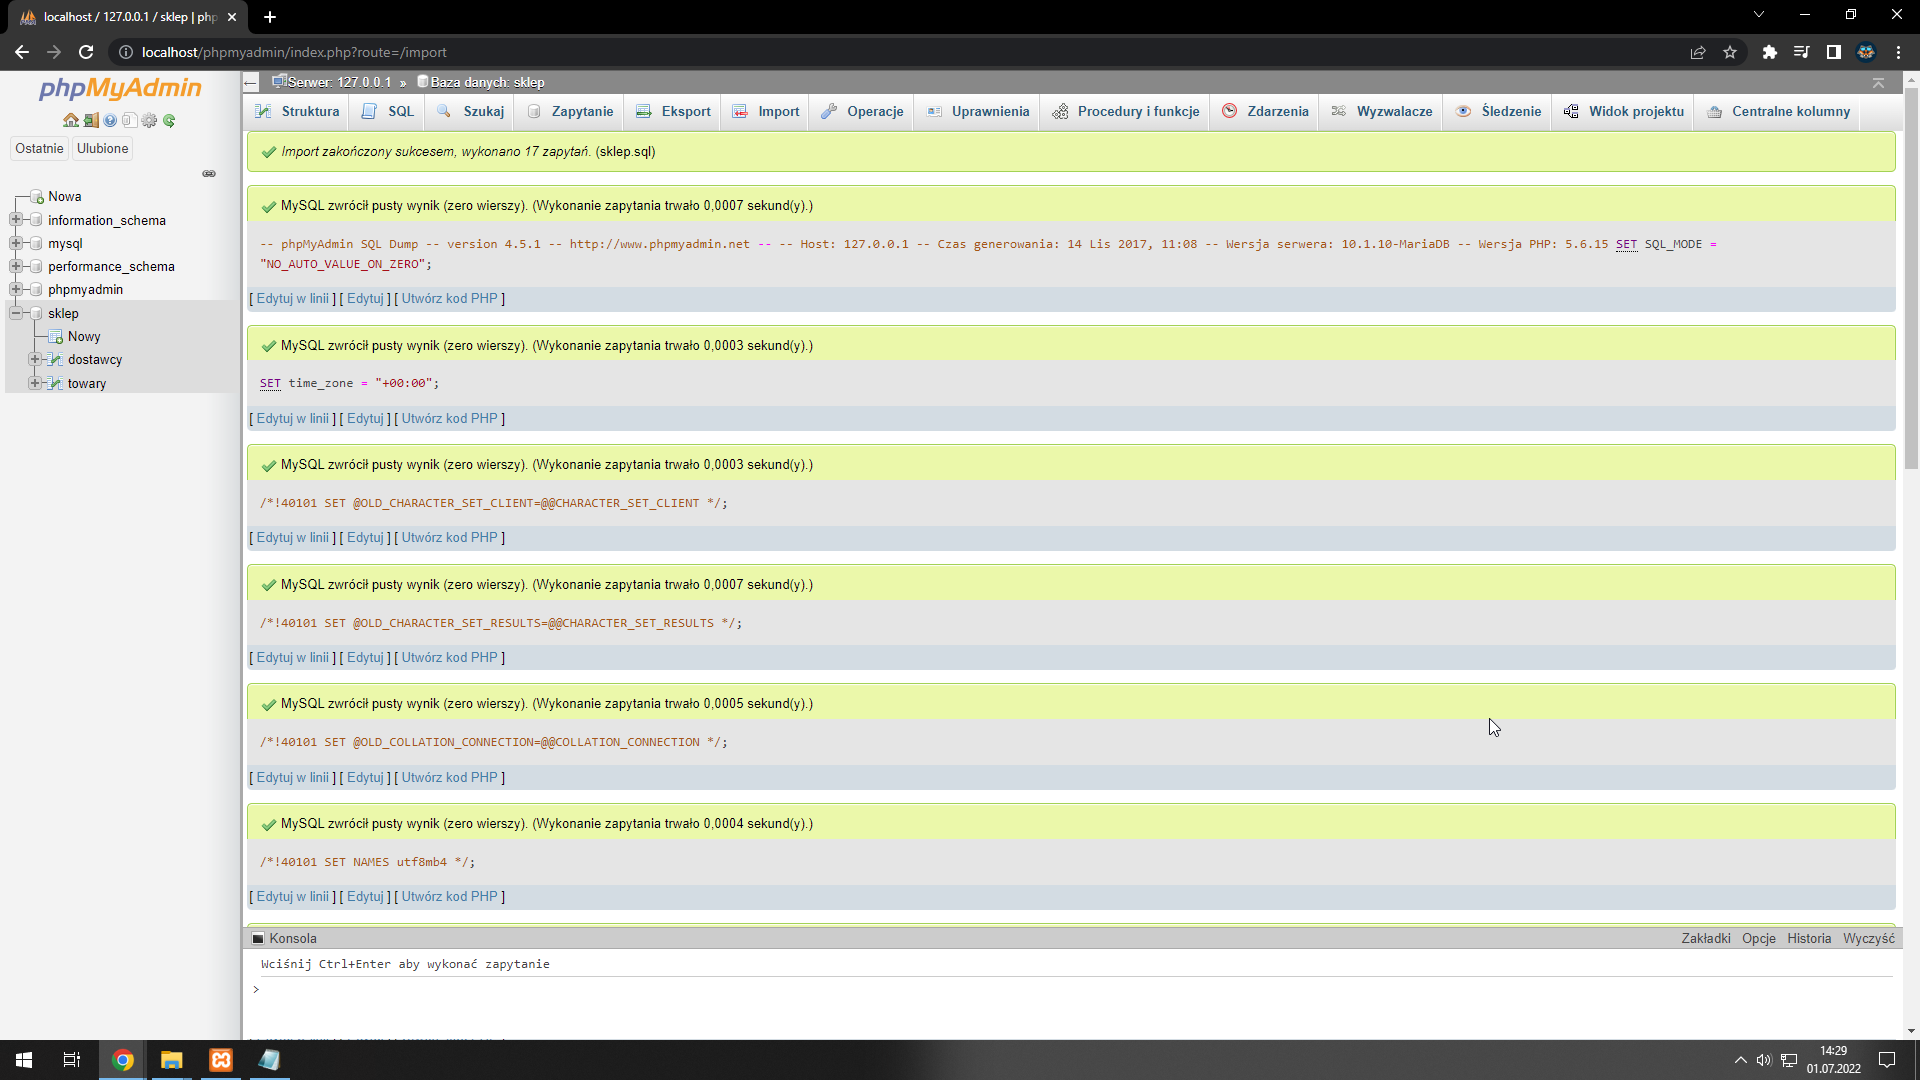 localhost / 127.0.0.1 / sklep | php
localhost/phpmyadmin/index.php?route=/import
phpMyAdmin
Ostatnie Ulubione
Nowa
information_schema
mysql
performance_schema
phpmyadmin
sklep
Nowy
dostawcy
towary
Serwer: 127.0.0.1 » Baza danych: sklep
Struktura SQL Szukaj Zapytanie Eksport Import Operacje Uprawnienia Procedury i funkcje Zdarzenia Wyzwalacze Śledzenie Widok projektu Centralne kolumny
Import zakończony sukcesem, wykonano 17 zapytań. (sklep.sql)
MySQL zwrócił pusty wynik (zero wierszy). (Wykonanie zapytania trwało 0,0007 sekund(y).)
-- phpMyAdmin SQL Dump -- version 4.5.1 -- http://www.phpmyadmin.net -- -- Host: 127.0.0.1 -- Czas generowania: 14 Lis 2017, 11:08 -- Wersja serwera: 10.1.10-MariaDB -- Wersja PHP: 5.6.15 SET SQL_MODE =
"NO_AUTO_VALUE_ON_ZERO";
[ Edytuj w linii ] [ Edytuj ] [ Utwórz kod PHP ]
MySQL zwrócił pusty wynik (zero wierszy). (Wykonanie zapytania trwało 0,0003 sekund(y).)
SET time_zone = "+00:00";
[ Edytuj w linii ] [ Edytuj ] [ Utwórz kod PHP ]
MySQL zwrócił pusty wynik (zero wierszy). (Wykonanie zapytania trwało 0,0003 sekund(y).)
/*!40101 SET @OLD_CHARACTER_SET_CLIENT=@@CHARACTER_SET_CLIENT */;
[ Edytuj w linii ] [ Edytuj ] [ Utwórz kod PHP ]
MySQL zwrócił pusty wynik (zero wierszy). (Wykonanie zapytania trwało 0,0007 sekund(y).)
/*!40101 SET @OLD_CHARACTER_SET_RESULTS=@@CHARACTER_SET_RESULTS */;
[ Edytuj w linii ] [ Edytuj ] [ Utwórz kod PHP ]
MySQL zwrócił pusty wynik (zero wierszy). (Wykonanie zapytania trwało 0,0005 sekund(y).)
/*!40101 SET @OLD_COLLATION_CONNECTION=@@COLLATION_CONNECTION */;
[ Edytuj w linii ] [ Edytuj ] [ Utwórz kod PHP ]
MySQL zwrócił pusty wynik (zero wierszy). (Wykonanie zapytania trwało 0,0004 sekund(y).)
/*!40101 SET NAMES utf8mb4 */;
[ Edytuj w linii ] [ Edytuj ] [ Utwórz kod PHP ]
Konsola Zakładki Opcje Historia Wyczyść
Wciśnij Ctrl+Enter aby wykonać zapytanie
>
14:29
01.07.2022